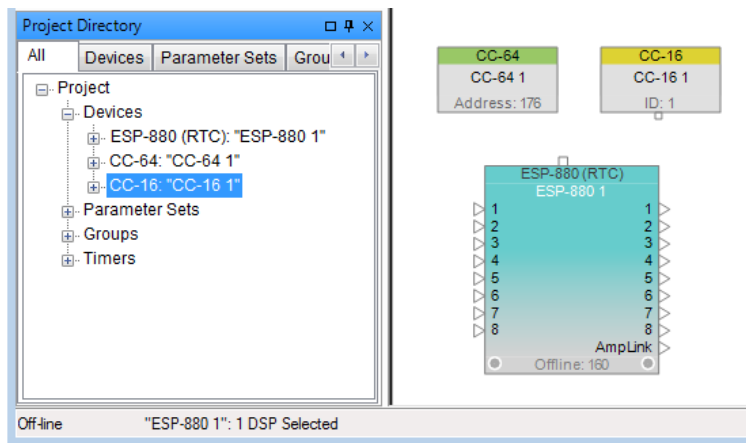 Project Directory
All Devices Parameter Sets Grou
Project
Devices
ESP-880 (RTC): "ESP-880 1"
CC-64: "CC-64 1"
CC-16: "CC-16 1"
Parameter Sets
Groups
Timers
CC-64
CC-64 1
Address: 176
CC-16
CC-16 1
ID: 1
ESP-880 (RTC)
ESP-880 1
1 1
2 2
3 3
4 4
5 5
6 6
7 7
8 8
AmpLink
Offline: 160
Off-line "ESP-880 1": 1 DSP Selected